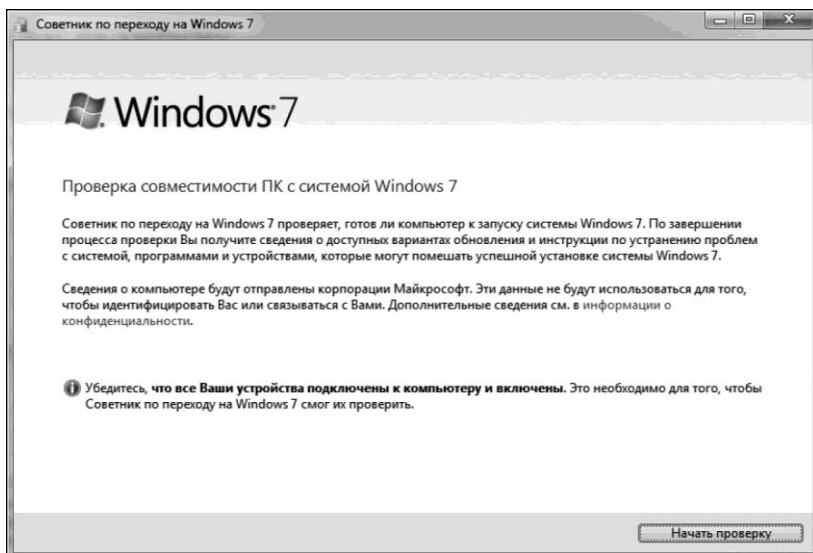 Советник по переходу на Windows 7
Windows 7
Проверка совместимости ПК с системой Windows 7
Советник по переходу на Windows 7 проверяет, готов ли компьютер к запуску системы Windows 7. По завершении
процесса проверки Вы получите сведения о доступных вариантах обновления и инструкции по устранению проблем
с системой, программами и устройствами, которые могут помешать успешной установке системы Windows 7.
Сведения о компьютере будут отправлены корпорации Майкрософт. Эти данные не будут использоваться для того,
чтобы идентифицировать Вас или связываться с Вами. Дополнительные сведения см. в информации о
конфиденциальности.
Убедитесь, что все Ваши устройства подключены к компьютеру и включены. Это необходимо для того, чтобы
Советник по переходу на Windows 7 смог их проверить.
Начать проверку